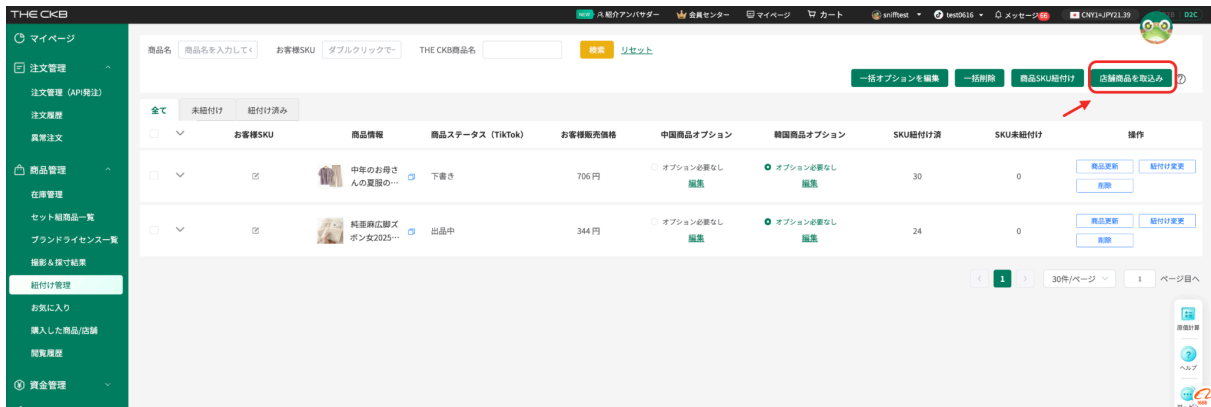 THE CKB
NEW 紹介アンバサダー 会員センター マイページ カート snifftest test0616 メッセージ66 CNY1=JPY21.39 D2C
マイページ
注文管理
注文管理（API発注）
注文履歴
異常注文
商品管理
在庫管理
セット組商品一覧
ブランドライセンス一覧
撮影＆採寸結果
紐付け管理
お気に入り
購入した商品/店舗
閲覧履歴
資金管理
商品名 商品名を入力して< お客様SKU ダブルクリックで- THE CKB商品名 検索 リセット
一括オプションを編集 一括削除 商品SKU紐付け 店舗商品を取込み
全て 未紐付け 紐付け済み
お客様SKU 商品情報 商品ステータス（TikTok） お客様販売価格 中国商品オプション 韓国商品オプション SKU紐付け済 SKU未紐付け 操作
中年のお母さ
んの夏服の… 下書き 706 円 オプション必要なし 編集 オプション必要なし 編集 30 0 商品更新 紐付け変更 削除
純亜麻広脚ズ
ボン女2025… 出品中 344 円 オプション必要なし 編集 オプション必要なし 編集 24 0 商品更新 紐付け変更 削除
1 30件/ページ 1 ページ目へ
原価計算
ヘルプ